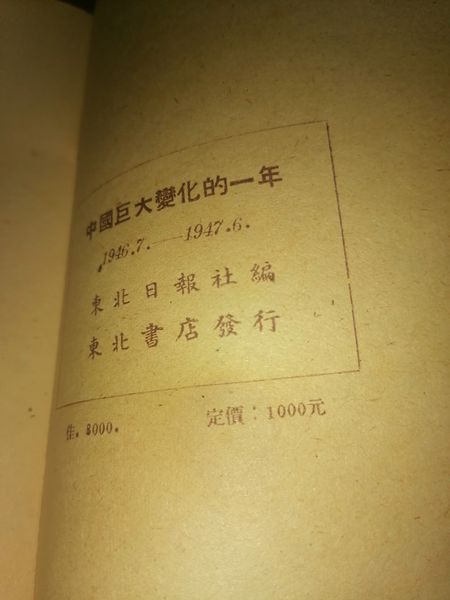 中國巨大變化的一年
1946.7.——1947.6.
東北日報社編
東北書店發行
佳. 8000.
定價：1000元